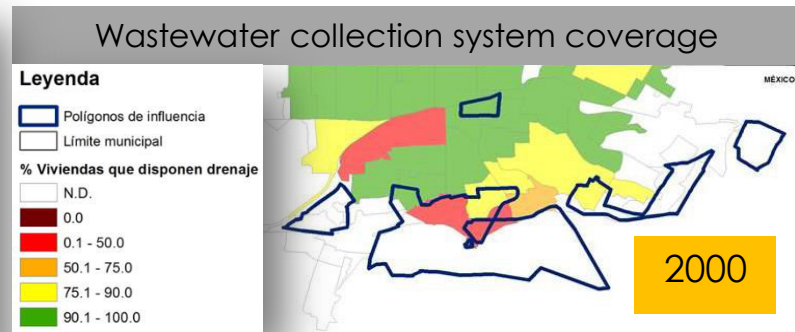 Wastewater collection system coverage
Leyenda
MÉXICO
Polígonos de influencia
Límite municipal
% Viviendas que disponen drenaje
N.D.
0.0
0.1 - 50.0
50.1 - 75.0
75.1 - 90.0
90.1 - 100.0
2000